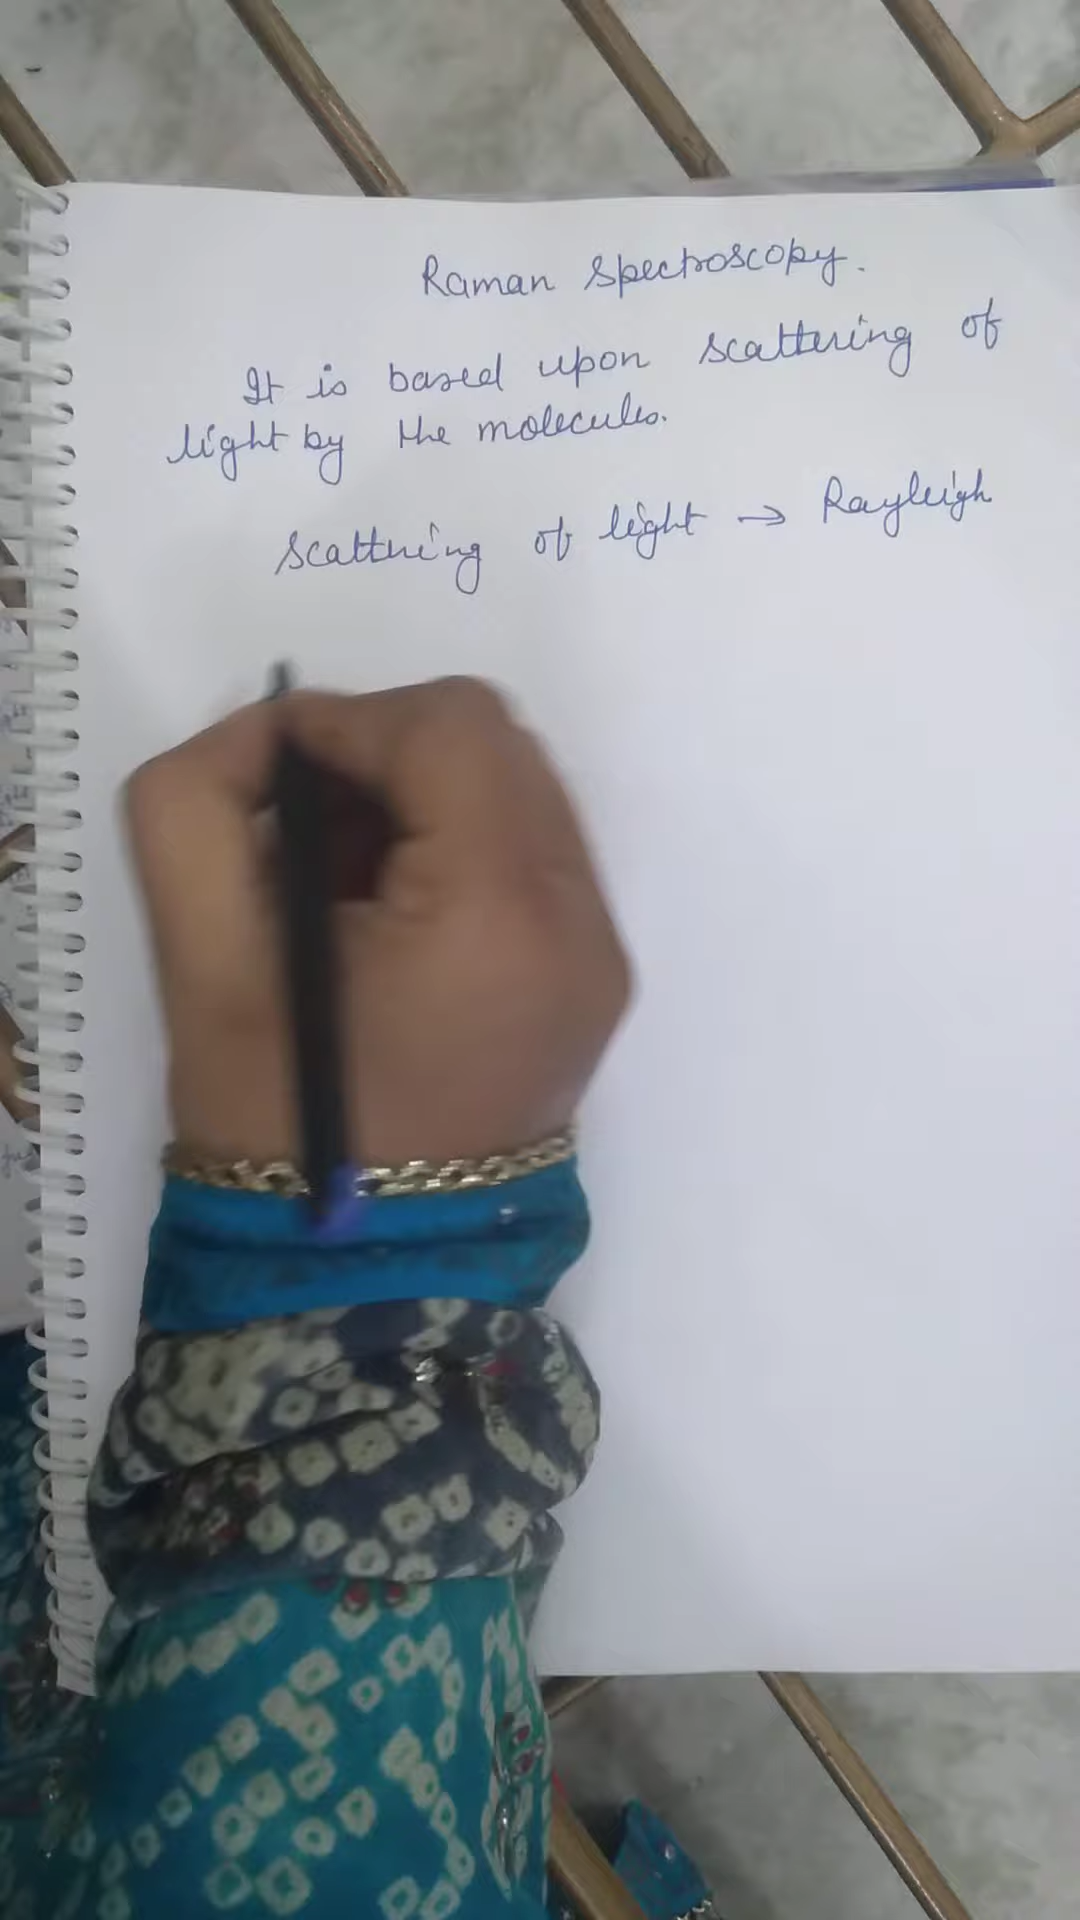 Raman Spectroscopy.
It is based upon scattering of
light by the molecules.
Scattering of light → Rayleigh